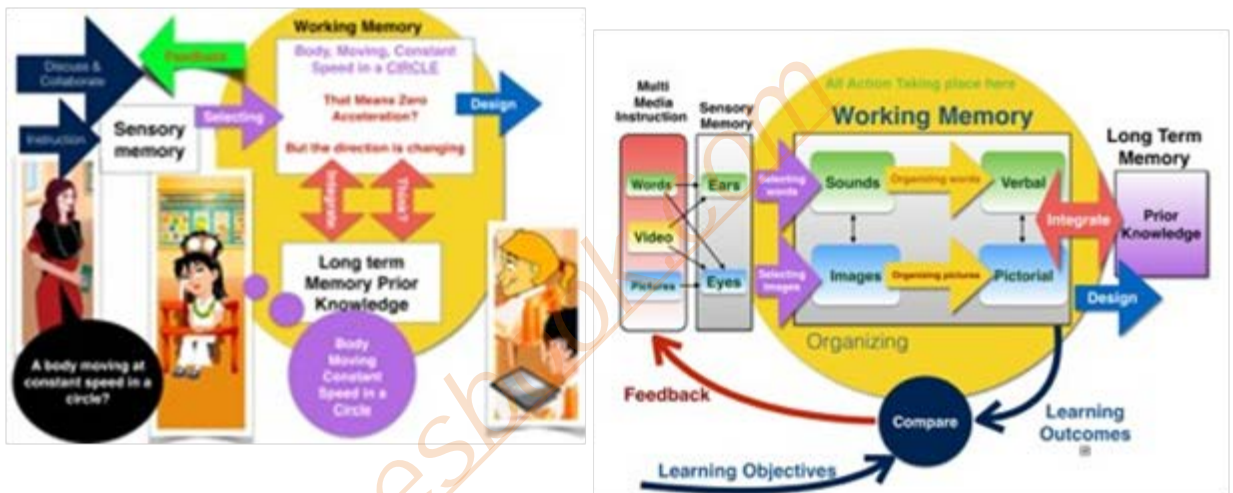 Working Memory
Discuss &
Collaborate
Feedback
Body, Moving, Constant
Speed in a CIRCLE
That Means Zero
Acceleration?
But the direction is changing
Selecting
Design
Instruction
Sensory
memory
Integrate
Long term
Memory Prior
Knowledge
A body moving at
constant speed in a
circle?
Body
Moving
Constant
Speed in a
Circle
All Action Taking place here
Multi
Media
Instruction
Sensory
Memory
Working Memory
Long Term
Memory
Words
Video
Pictures
Ears
Eyes
Selecting
words
Selecting
Images
Sounds
Organizing words
Verbal
Images
Organizing pictures
Pictorial
Integrate
Prior
Knowledge
Design
Organizing
Feedback
Compare
Learning
Outcomes
Learning Objectives
esbook.com